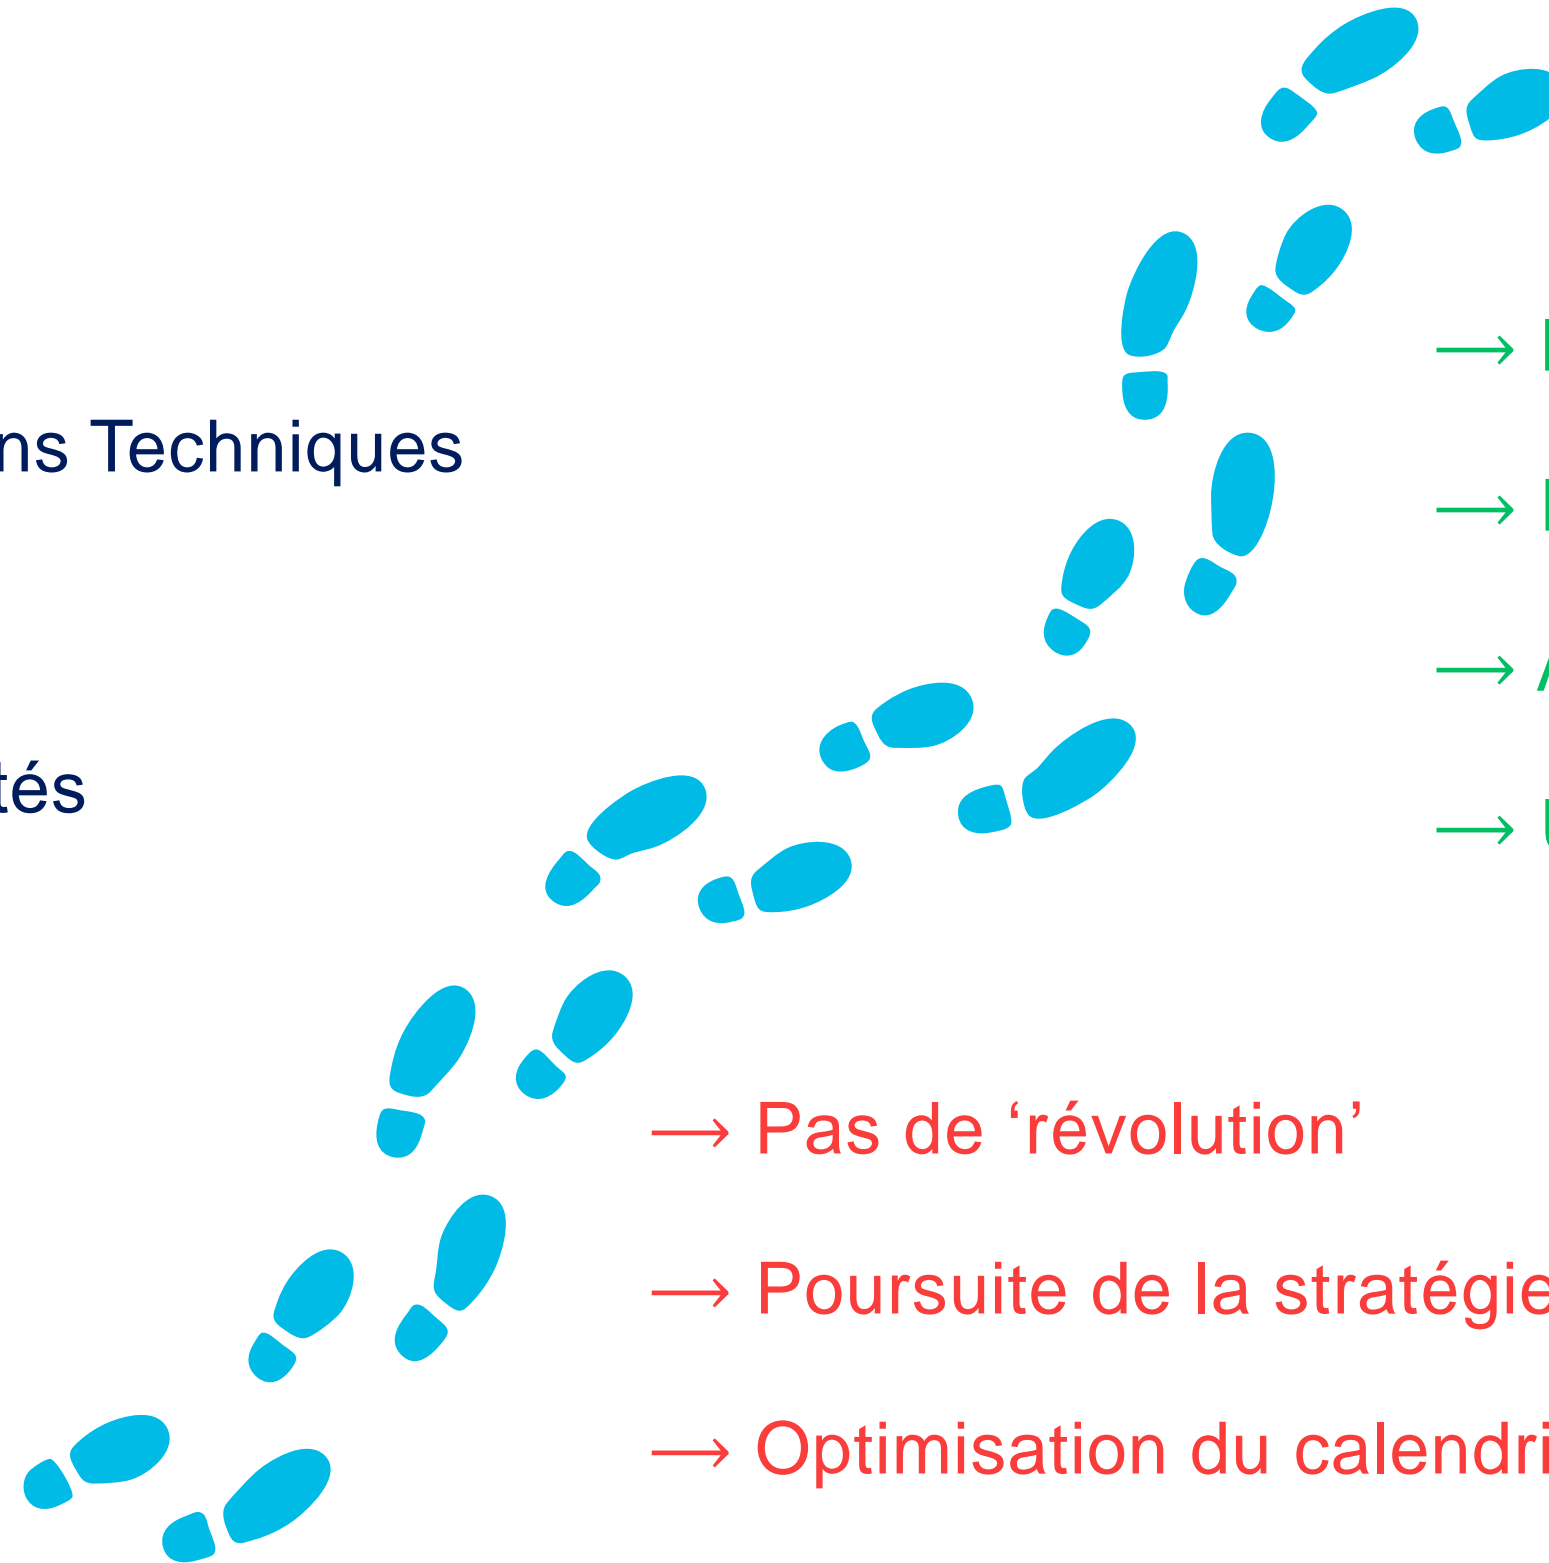 ns Techniques
tés
→
→
→
→
→ Pas de ‘révolution’
→ Poursuite de la stratégie
→ Optimisation du calendri